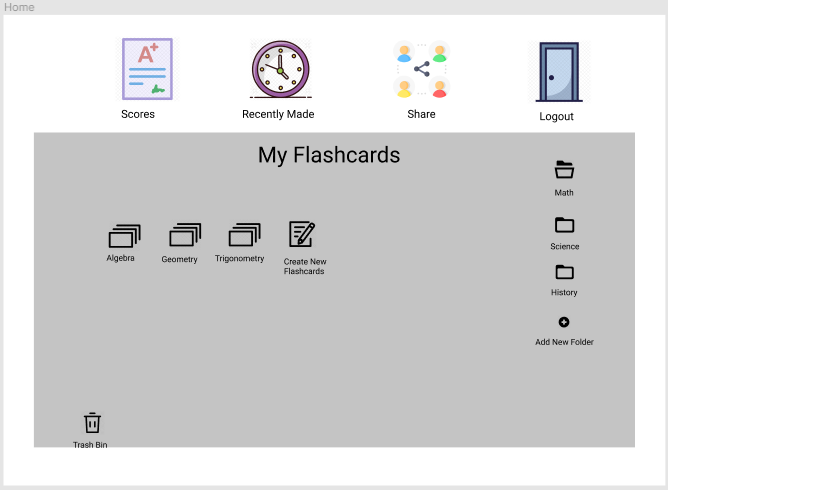 Home
Scores
Recently Made
Share
Logout
My Flashcards
Math
Science
History
Add New Folder
Algebra
Geometry
Trigonometry
Create New
Flashcards
Trash Bin
A+